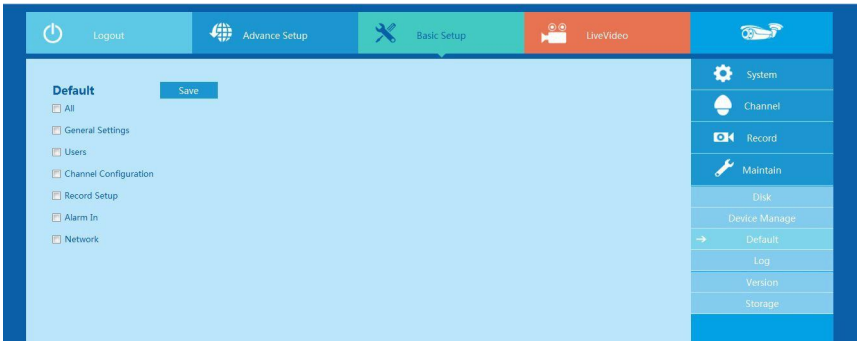 Logout
Advance Setup
Basic Setup
LiveVideo
Default
Save
All
General Settings
Users
Channel Configuration
Record Setup
Alarm In
Network
System
Channel
Record
Maintain
Disk
Device Manage
Default
Log
Version
Storage